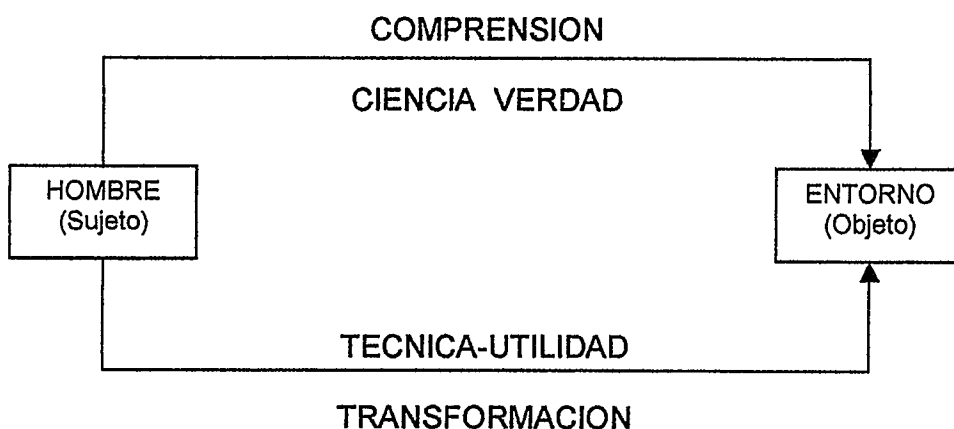 COMPRENSION
CIENCIA VERDAD
HOMBRE
(Sujeto)
ENTORNO
(Objeto)
TECNICA-UTILIDAD
TRANSFORMACION